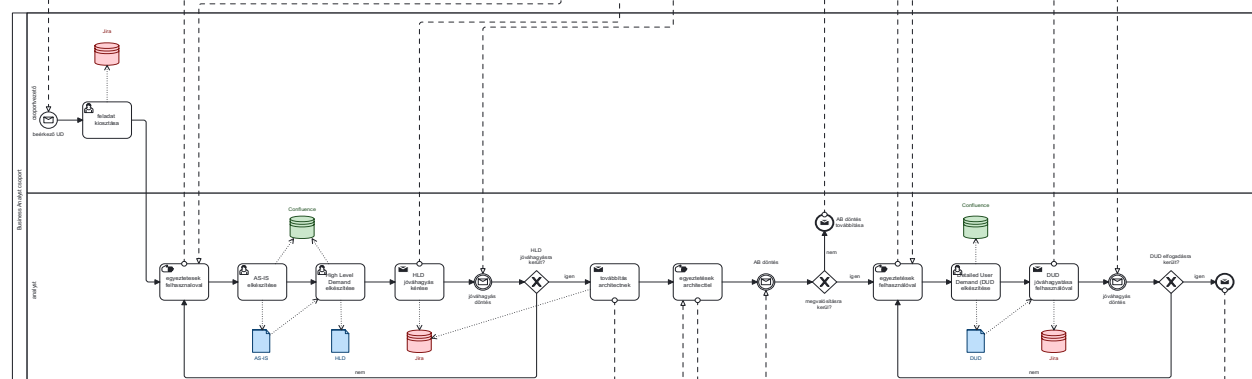 Jira
feladat
kiosztása
beérkező UD
csoportvezető
Business Analyst csoport
analyst
egyeztetések
felhasználóval
Confluence
AS-IS
elkészítése
High Level
Demand
elkészítése
HLD
jóváhagyás
kérése
jóváhagyás
döntés
HLD
jóváhagyásra
került?
igen
nem
AS-IS
HLD
Jira
továbbítás
architectnek
egyeztetések
architecttel
AB döntés
megvalósításra
kerül?
AB döntés
továbbítása
nem
igen
egyeztetések
felhasználóval
Confluence
Detailed User
Demand (DUD
elkészítése
DUD
jóváhagyatása
felhasználóval
jóváhagyás
döntés
DUD elfogadásra
került?
igen
nem
DUD
Jira